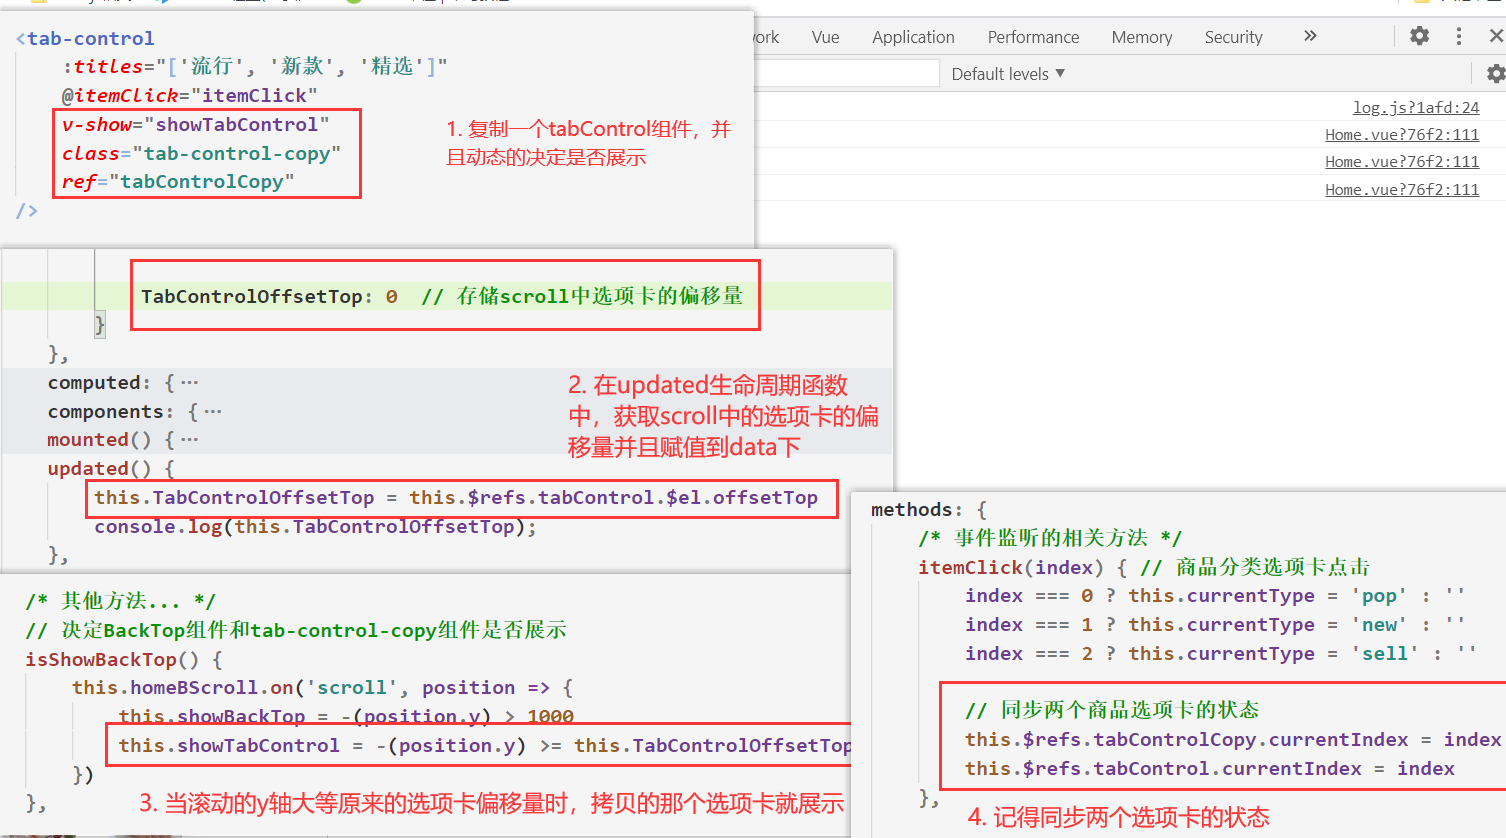 <tab-control
:titles="['流行', '新款', '精选']"
@itemClick="itemClick"
v-show="showTabControl"
class="tab-control-copy"
ref="tabControlCopy"
/>
1. 复制一个tabControl组件，并
且动态的决定是否展示
ork Vue Application Performance Memory Security »
Default levels ▼
log.js?1afd:24
Home.vue?76f2:111
Home.vue?76f2:111
Home.vue?76f2:111
TabControlOffsetTop: 0 // 存储scroll中选项卡的偏移量
}
},
computed: {…
components: {…
mounted() {…
updated() {
this.TabControlOffsetTop = this.$refs.tabControl.$el.offsetTop
console.log(this.TabControlOffsetTop);
},
2. 在updated生命周期函数
中，获取scroll中的选项卡的偏
移量并且赋值到data下
/* 其他方法... */
// 决定BackTop组件和tab-control-copy组件是否展示
isShowBackTop() {
this.homeBScroll.on('scroll', position => {
this.showBackTop = -(position.y) > 1000
this.showTabControl = -(position.y) >= this.TabControlOffsetTop
})
},
3. 当滚动的y轴大等原来的选项卡偏移量时，拷贝的那个选项卡就展示
methods: {
/* 事件监听的相关方法 */
itemClick(index) { // 商品分类选项卡点击
index === 0 ? this.currentType = 'pop' : ''
index === 1 ? this.currentType = 'new' : ''
index === 2 ? this.currentType = 'sell' : ''
// 同步两个商品选项卡的状态
this.$refs.tabControlCopy.currentIndex = index
this.$refs.tabControl.currentIndex = index
},
4. 记得同步两个选项卡的状态